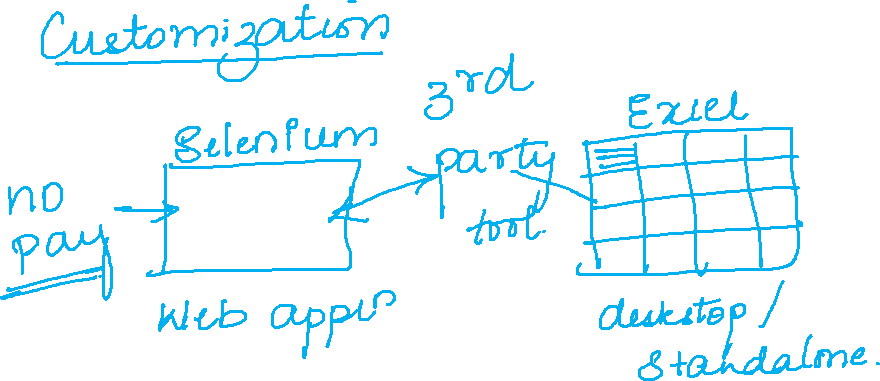 Customization
no
pay
Selenium
Web apps
3rd
party
tool.
Excel
desktop /
standalone.